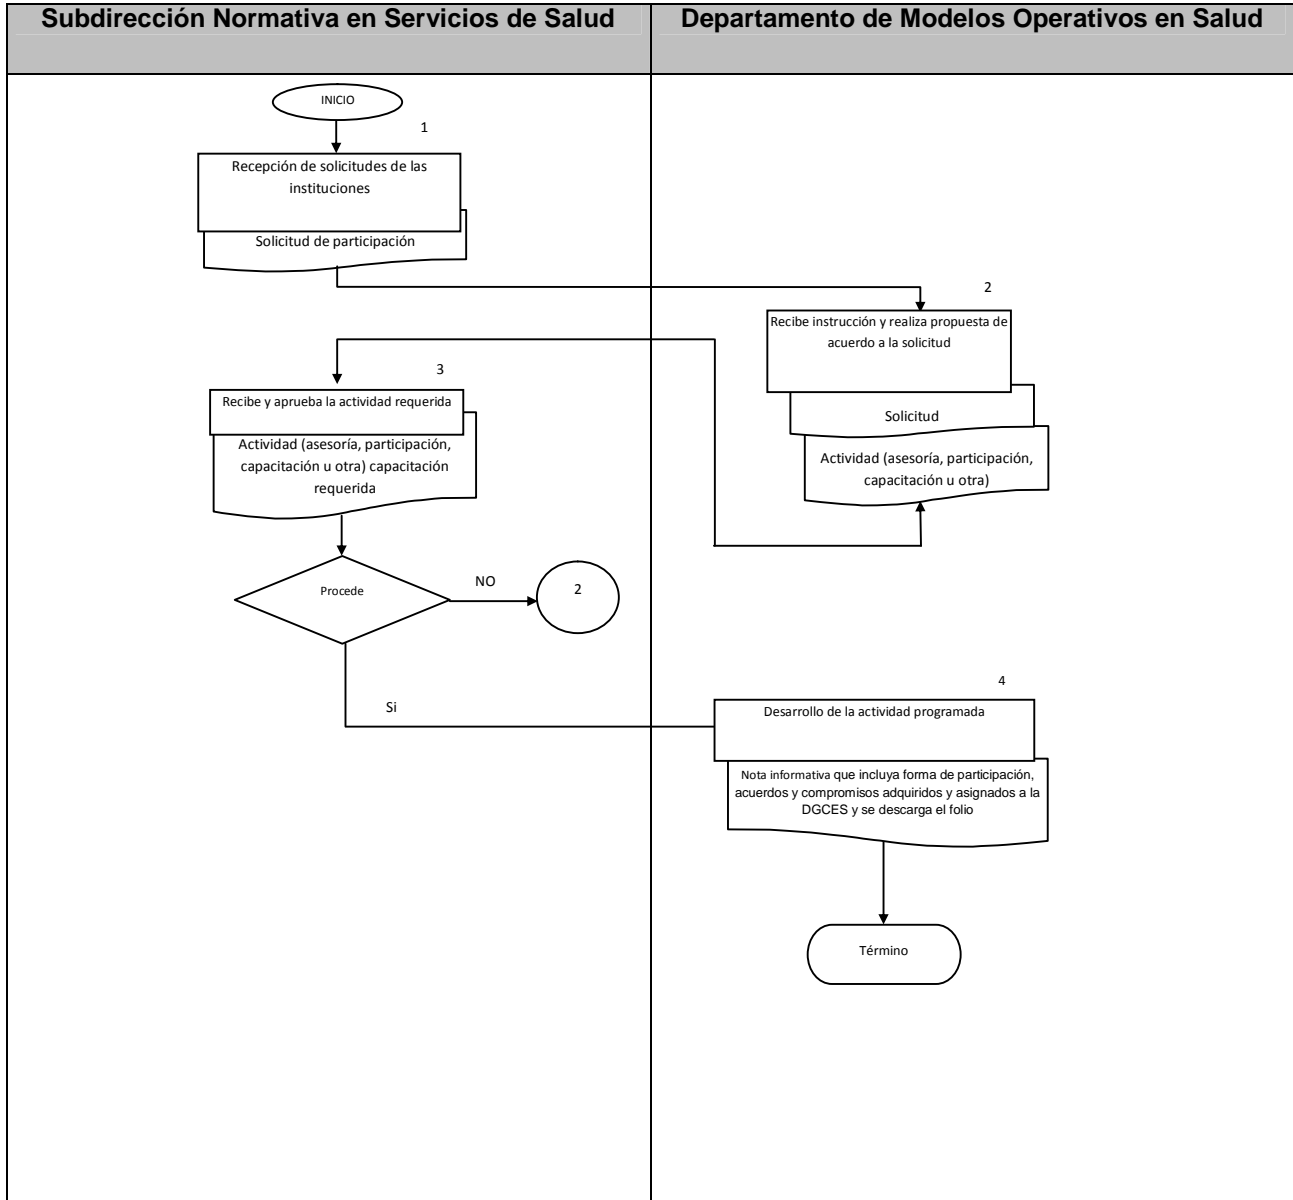 Subdirección Normativa en Servicios de Salud
Departamento de Modelos Operativos en Salud
INICIO
1
Recepción de solicitudes de las
instituciones
Solicitud de participación
2
Recibe instrucción y realiza propuesta de
acuerdo a la solicitud
Solicitud
Actividad (asesoría, participación,
capacitación u otra)
3
Recibe y aprueba la actividad requerida
Actividad (asesoría, participación,
capacitación u otra) capacitación
requerida
Procede
NO
2
Si
4
Desarrollo de la actividad programada
Nota informativa que incluya forma de participación,
acuerdos y compromisos adquiridos y asignados a la
DGCES y se descarga el folio
Término